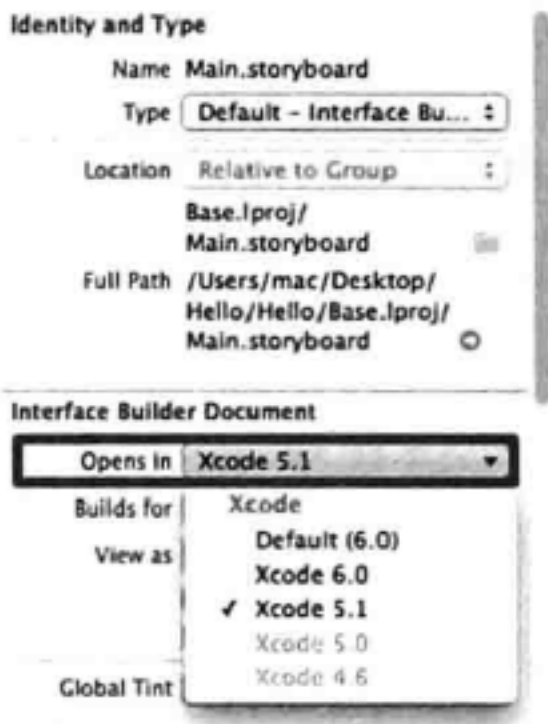 Identity and Type
Name Main.storyboard
Type Default - Interface Bu...
Location Relative to Group
Base.lproj/
Main.storyboard
Full Path /Users/mac/Desktop/
Hello/Hello/Base.lproj/
Main.storyboard
Interface Builder Document
Opens in Xcode 5.1
Builds for Xcode
Default (6.0)
View as
Xcode 6.0
✓ Xcode 5.1
Xcode 5.0
Xcode 4.6
Global Tint